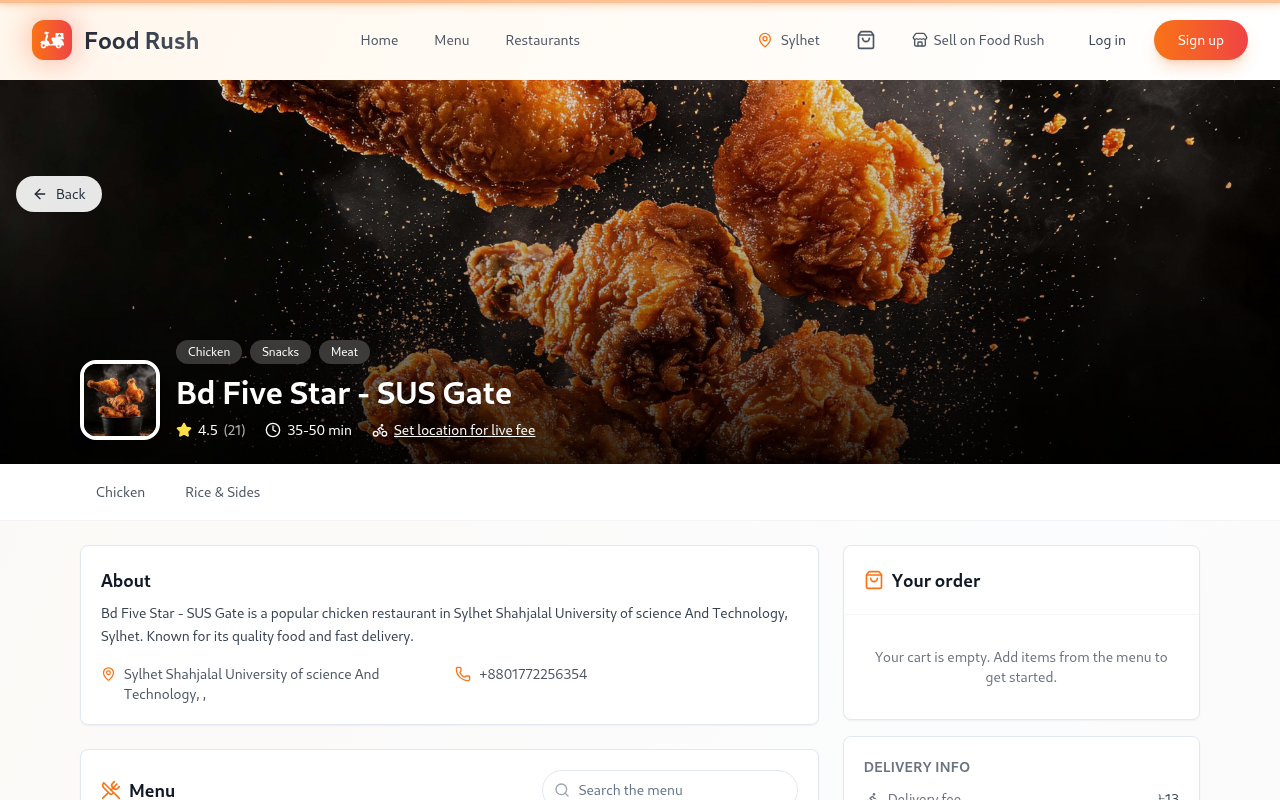 Food Rush
Home
Menu
Restaurants
Sylhet
Sell on Food Rush
Log in
Sign up
Back
Chicken
Snacks
Meat
Bd Five Star - SUS Gate
4.5 (21)
35-50 min
Set location for live fee
Chicken
Rice & Sides
About
Bd Five Star - SUS Gate is a popular chicken restaurant in Sylhet Shahjalal University of science And Technology,
Sylhet. Known for its quality food and fast delivery.
Sylhet Shahjalal University of science And
Technology, ,
+8801772256354
Menu
Search the menu
Your order
Your cart is empty. Add items from the menu to
get started.
DELIVERY INFO
Delivery fee
৳13